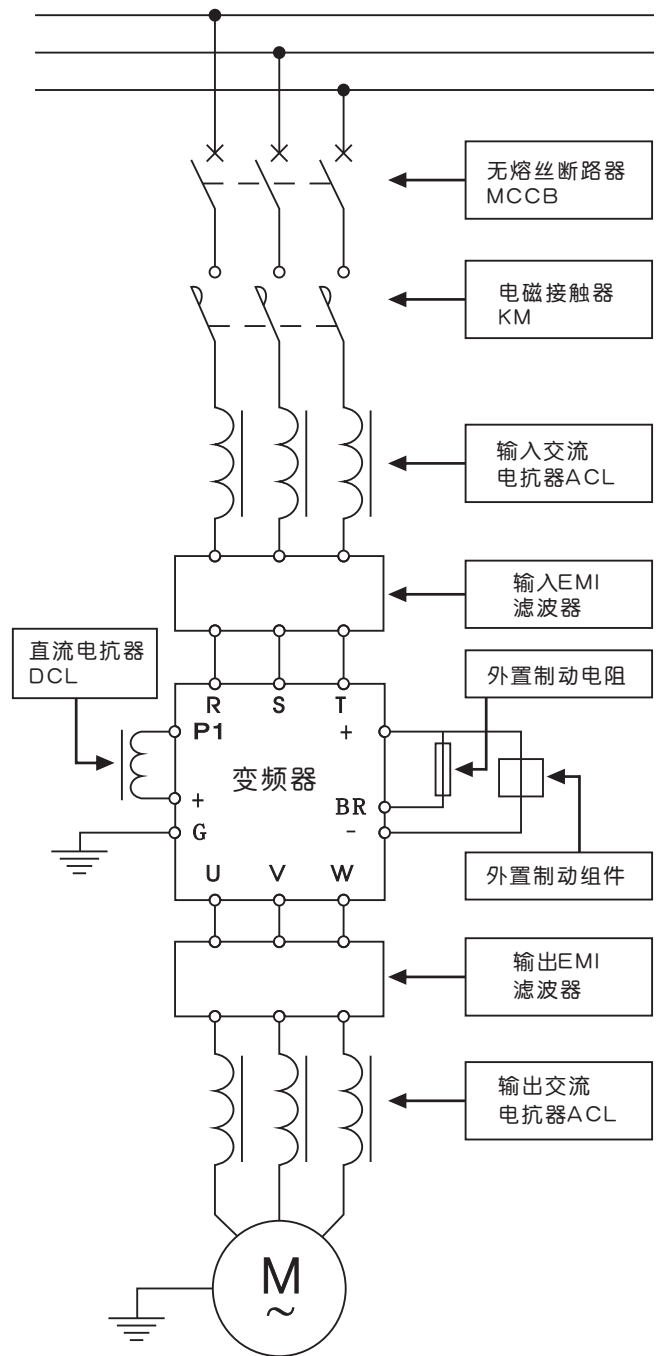 无熔丝断路器
MCCB
电磁接触器
KM
输入交流
电抗器ACL
输入EMI
滤波器
直流电抗器
DCL
外置制动电阻
R S T
P1 +
变频器
+ BR
G -
U V W
外置制动组件
输出EMI
滤波器
输出交流
电抗器ACL
M
~